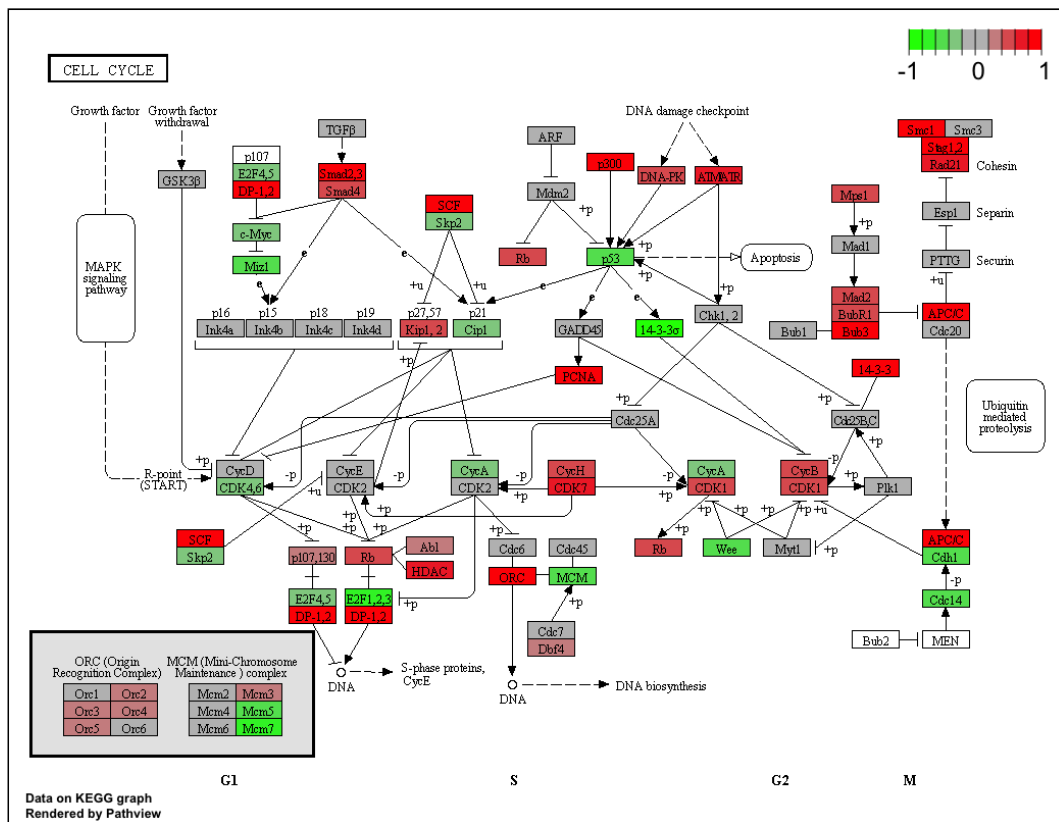 CELL CYCLE
-1 0 1
Growth factor
Growth factor
withdrawal
TGFβ
ARF
DNA damage checkpoint
Smc1 Smc3
Stag1,2
Rad21
Cohesin
p107
E2F4,5
DP-1,2
GSK3β
Smad2,3
Smad4
p300
DNA-PK
ATM/ATR
Mdm2
SCF
Skp2
+p
Mps1
Esp1
Separin
c-Myc
Miz1
Rb
p53
+p
Apoptosis
Mad1
PTTG
Securin
MAPK
signaling
pathway
e
e
+u
+u
e
e
e
+p
+p
+u
Mad2
BubR1
Bub3
Bub1
APC/C
Cdc20
p16 p15 p18 p19
Ink4a Ink4b Ink4c Ink4d
p27,57
Kip1, 2
p21
Cip1
GADD45
14-3-3σ
Chk1, 2
+p
PCNA
14-3-3
Cdc25A
+p
+p
Cdc25B,C
Ubiquitin
mediated
proteolysis
R-point
(START)
+p
CycD
CDK4,6
-p
CycE
CDK2
-p
+u
CycA
CDK2
-p
+p
CycH
CDK7
-p
+p
CycA
CDK1
CycB
CDK1
-p
+p
+u
Plk1
+p
SCF
Skp2
+p
+p
+p
+p
+p
+p
+p
+p
+p
+p
p107,130
Rb
Abl
HDAC
Cdc6
ORC
Cdc45
MCM
Rb
Wee
Myt1
APC/C
Cdh1
-p
Cdc14
E2F4,5
DP-1,2
E2F1,2,3
DP-1,2
+p
+p
Cdc7
Dbf4
Bub2
MEN
DNA
S-phase proteins,
CycE
DNA
DNA biosynthesis
ORC (Origin
Recognition Complex)
MCM (Mini-Chromosome
Maintenance ) complex
Orc1 Orc2
Orc3 Orc4
Orc5 Orc6
Mcm2 Mcm3
Mcm4 Mcm5
Mcm6 Mcm7
G1 S G2 M
Data on KEGG graph
Rendered by Pathview